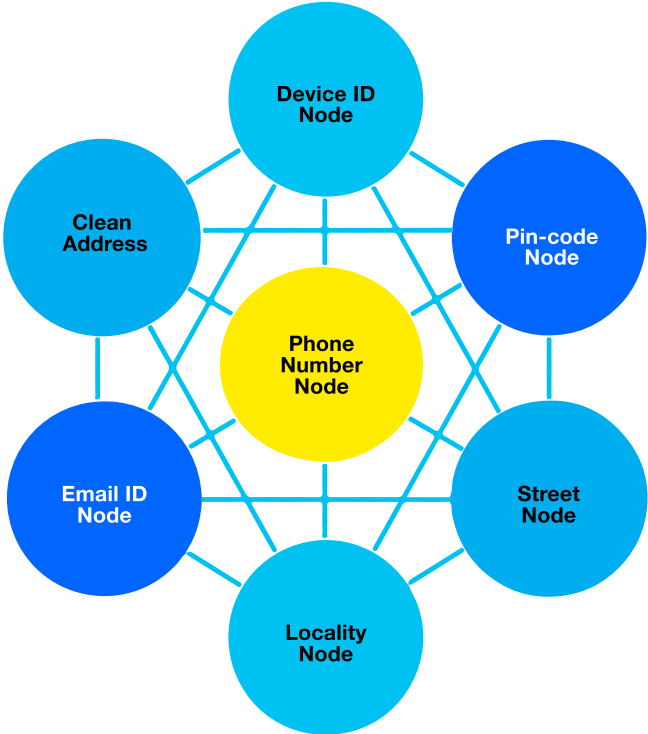 Device ID
Node
Clean
Address
Pin-code
Node
Phone
Number
Node
Email ID
Node
Street
Node
Locality
Node